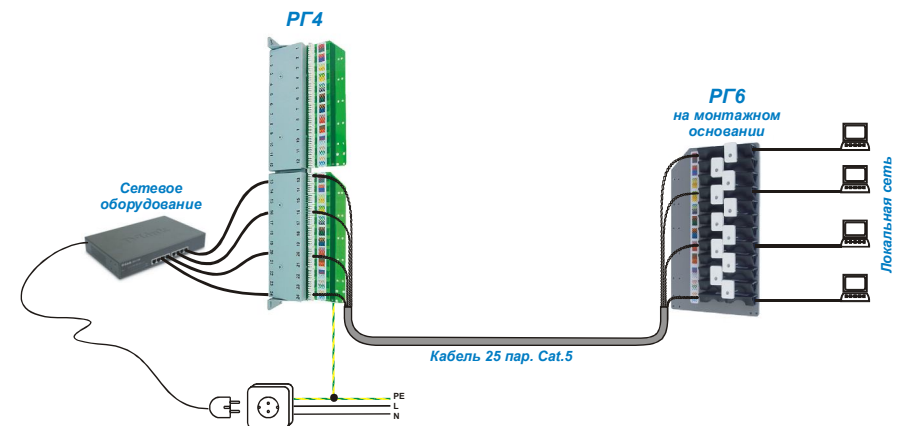 РГ4
РГ6
на монтажном
основании
Сетевое
оборудование
Локальная сеть
Кабель 25 пар. Cat.5
PE
L
N